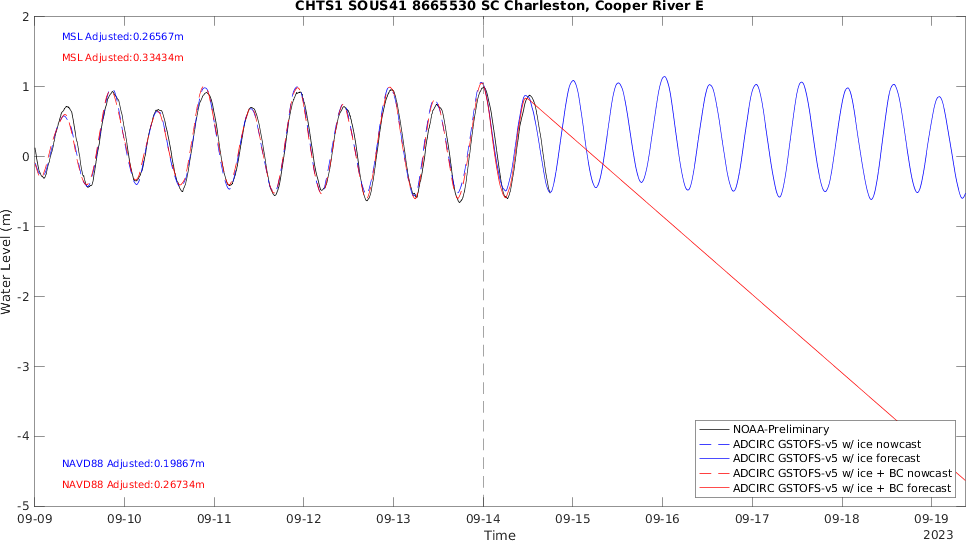 CHTS1 SOUS41 8665530 SC Charleston, Cooper River E
MSL Adjusted:0.26567m
MSL Adjusted:0.33434m
Water Level (m)
2
1
0
-1
-2
-3
-4
-5
NAVD88 Adjusted:0.19867m
NAVD88 Adjusted:0.26734m
NOAA-Preliminary
ADCIRC GSTOFS-v5 w/ ice nowcast
ADCIRC GSTOFS-v5 w/ ice forecast
ADCIRC GSTOFS-v5 w/ ice + BC nowcast
ADCIRC GSTOFS-v5 w/ ice + BC forecast
09-09 09-10 09-11 09-12 09-13 09-14 09-15 09-16 09-17 09-18 09-19
Time
2023